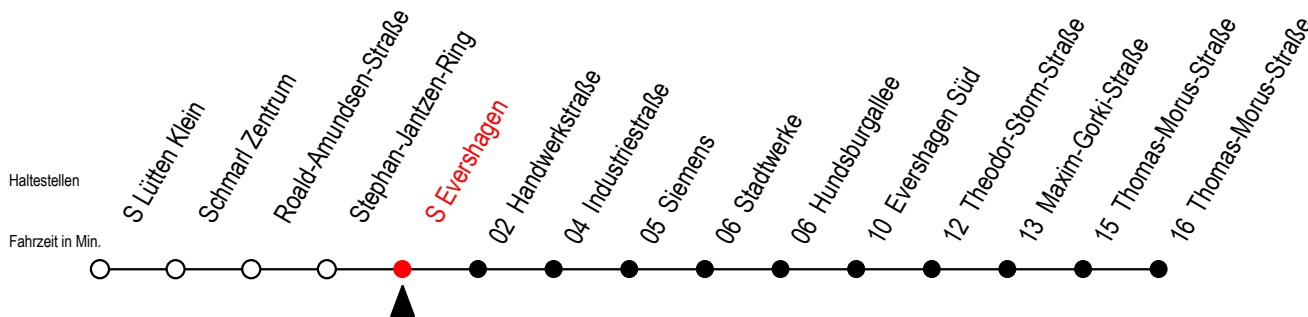 Haltestellen
Fahrzeit in Min.
S Lütten Klein
Schmarl Zentrum
Roald-Amundsen-Straße
Stephan-Jantzen-Ring
S Evershagen
02 Handwerkstraße
04 Industriestraße
05 Siemens
06 Stadtwerke
06 Hundsburgallee
10 Evershagen Süd
12 Theodor-Storm-Straße
13 Maxim-Gorki-Straße
15 Thomas-Morus-Straße
16 Thomas-Morus-Straße